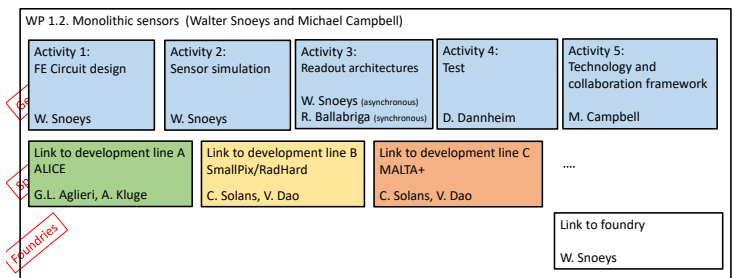 WP 1.2. Monolithic sensors (Walter Snoeys and Michael Campbell)
Activity 1:
FE Circuit design
W. Snoeys
Activity 2:
Sensor simulation
W. Snoeys
Activity 3:
Readout architectures
W. Snoeys (asynchronous)
R. Ballabriga (synchronous)
Activity 4:
Test
D. Dannheim
Activity 5:
Technology and
collaboration framework
M. Campbell
Link to development line A
ALICE
G.L. Aglieri, A. Kluge
Link to development line B
SmallPix/RadHard
C. Solans, V. Dao
Link to development line C
MALTA+
C. Solans, V. Dao
....
Foundries
Link to foundry
W. Snoeys